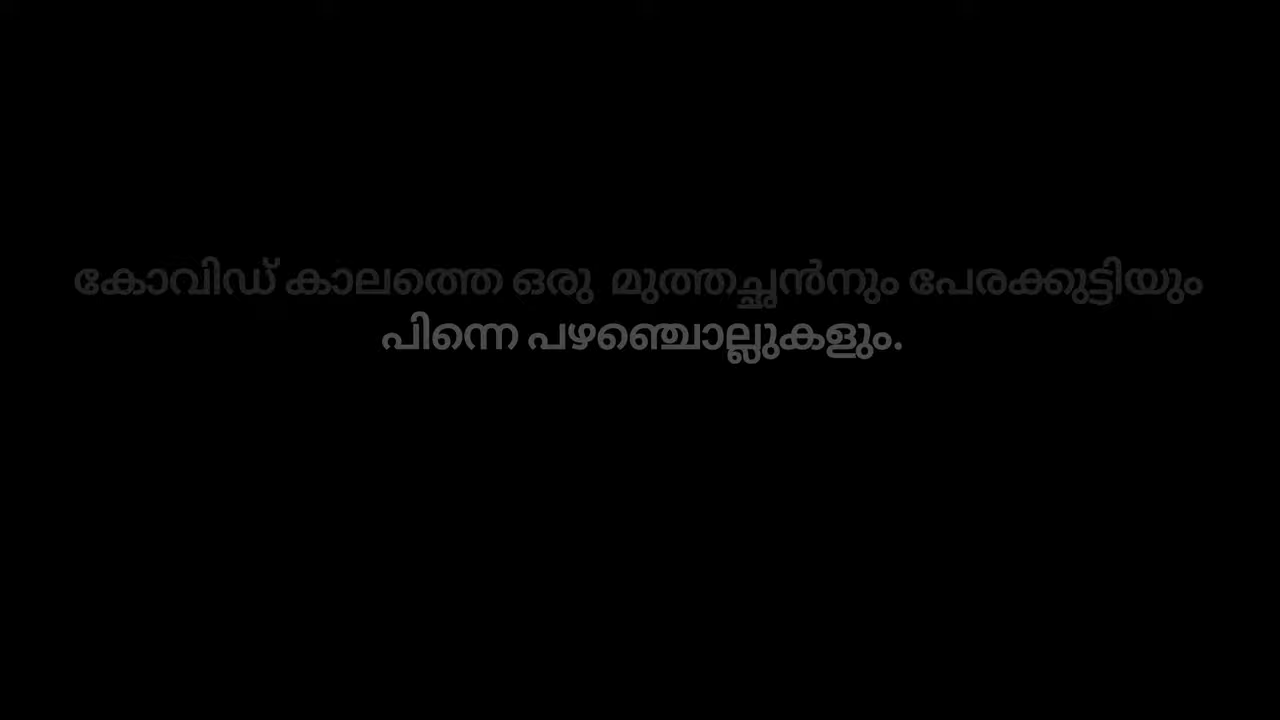 കോവിഡ് കാലത്തെ ഒരു മുത്തച്ഛൻനും പേരക്കുട്ടിയും
പിന്നെ പഴഞ്ചൊല്ലുകളും.